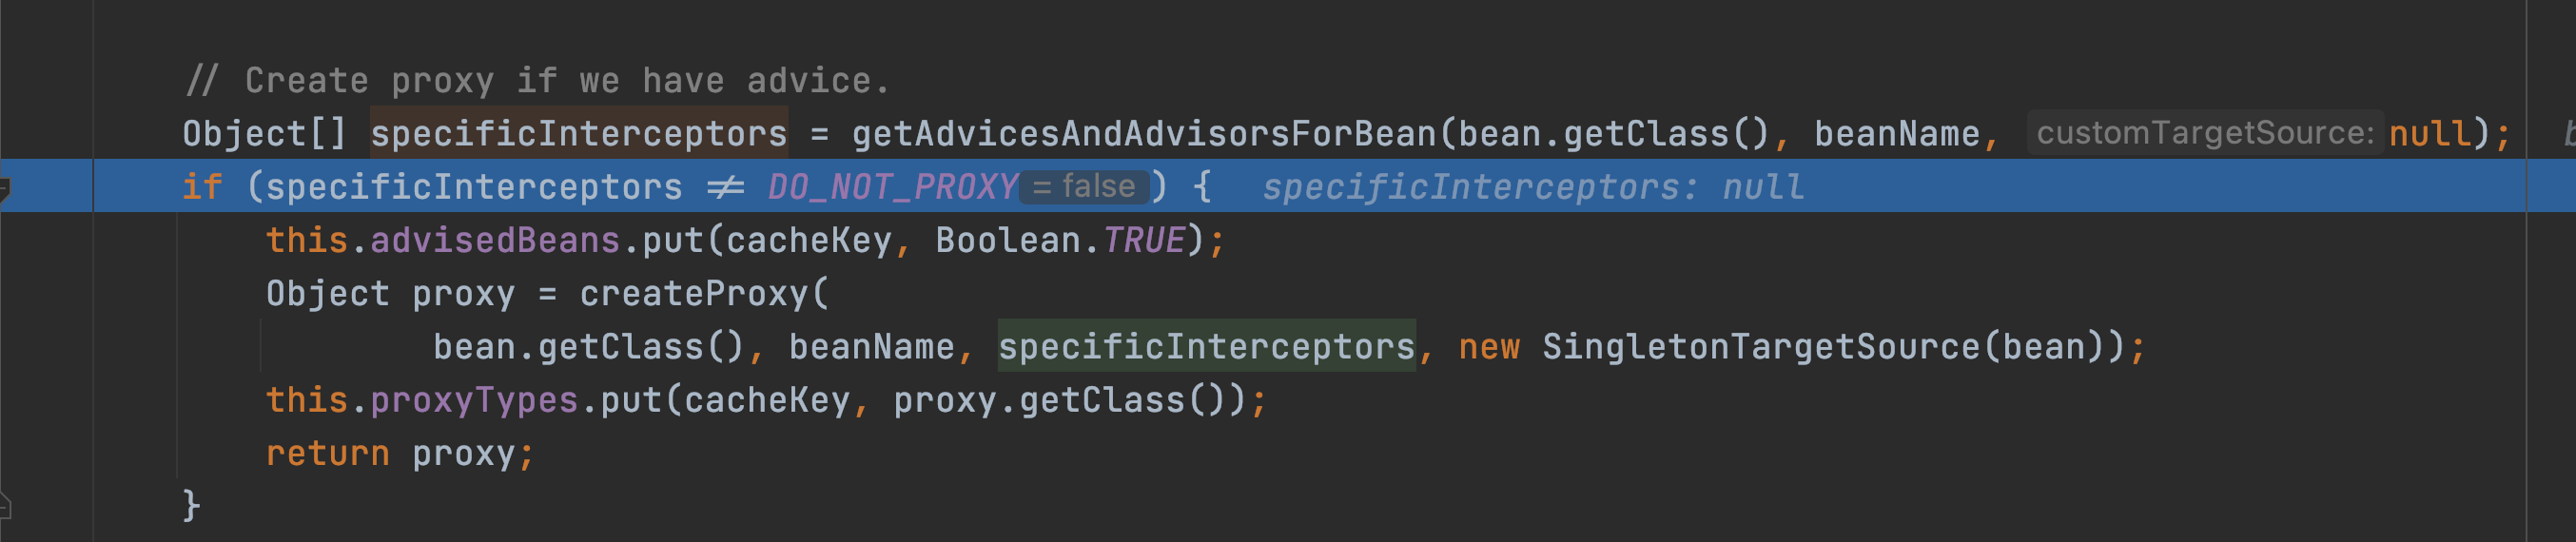 // Create proxy if we have advice.
Object[] specificInterceptors = getAdvicesAndAdvisorsForBean(bean.getClass(), beanName, customTargetSource: null);
if (specificInterceptors ≠ DO_NOT_PROXY = false ) { specificInterceptors: null
this.advisedBeans.put(cacheKey, Boolean.TRUE);
Object proxy = createProxy(
bean.getClass(), beanName, specificInterceptors, new SingletonTargetSource(bean));
this.proxyTypes.put(cacheKey, proxy.getClass());
return proxy;
}